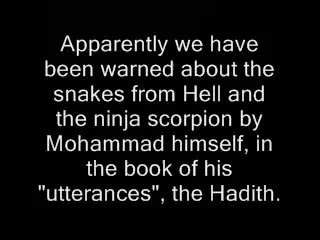 Apparently we have
been warned about the
snakes from Hell and
the ninja scorpion by
Mohammad himself, in
the book of his
"utterances", the Hadith.